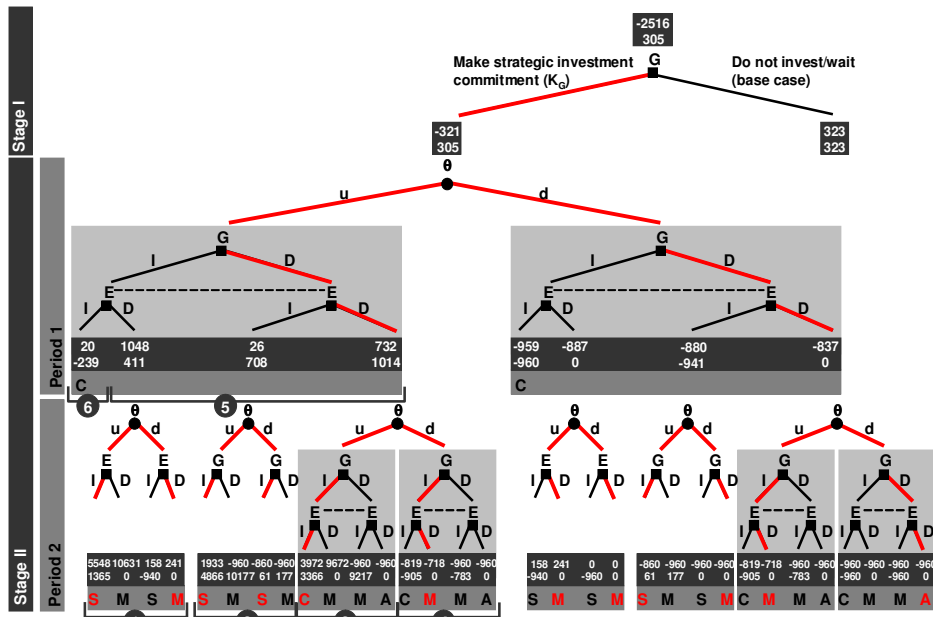 -2516
305
G
Make strategic investment
commitment (K_G)
Do not invest/wait
(base case)
Stage I
-321
305
323
323
θ
u d
G G
I D I D
E E E E
I D I D I D I D
20 1048 26 732
-239 411 708 1014
-959 -887 -880 -837
-960 0 -941 0
C C
Period 1
6 5
θ θ θ θ θ θ
u d u d u d u d u d u d
E E G G G G E E G G G G
I D I D I D I D I D I D I D I D I D I D I D I D
E E E E E E E E
I D I D I D I D I D I D I D I D
5548 10631 158 241 1933 -960 -860 -960 3972 9672 -960 -960 -819 -718 -960 -960
1365 0 -940 0 4866 10177 61 177 3366 0 9217 0 -905 0 -783 0
158 241 0 0 -860 -960 -960 -960 -819 -718 -960 -960 -960 -960 -960 -960
-940 0 -960 0 61 177 0 0 -905 0 -783 0 -960 0 -960 0
S M S M S M S M C M M A C M M A
S M S M S M S M C M M A C M M A
Period 2
Stage II